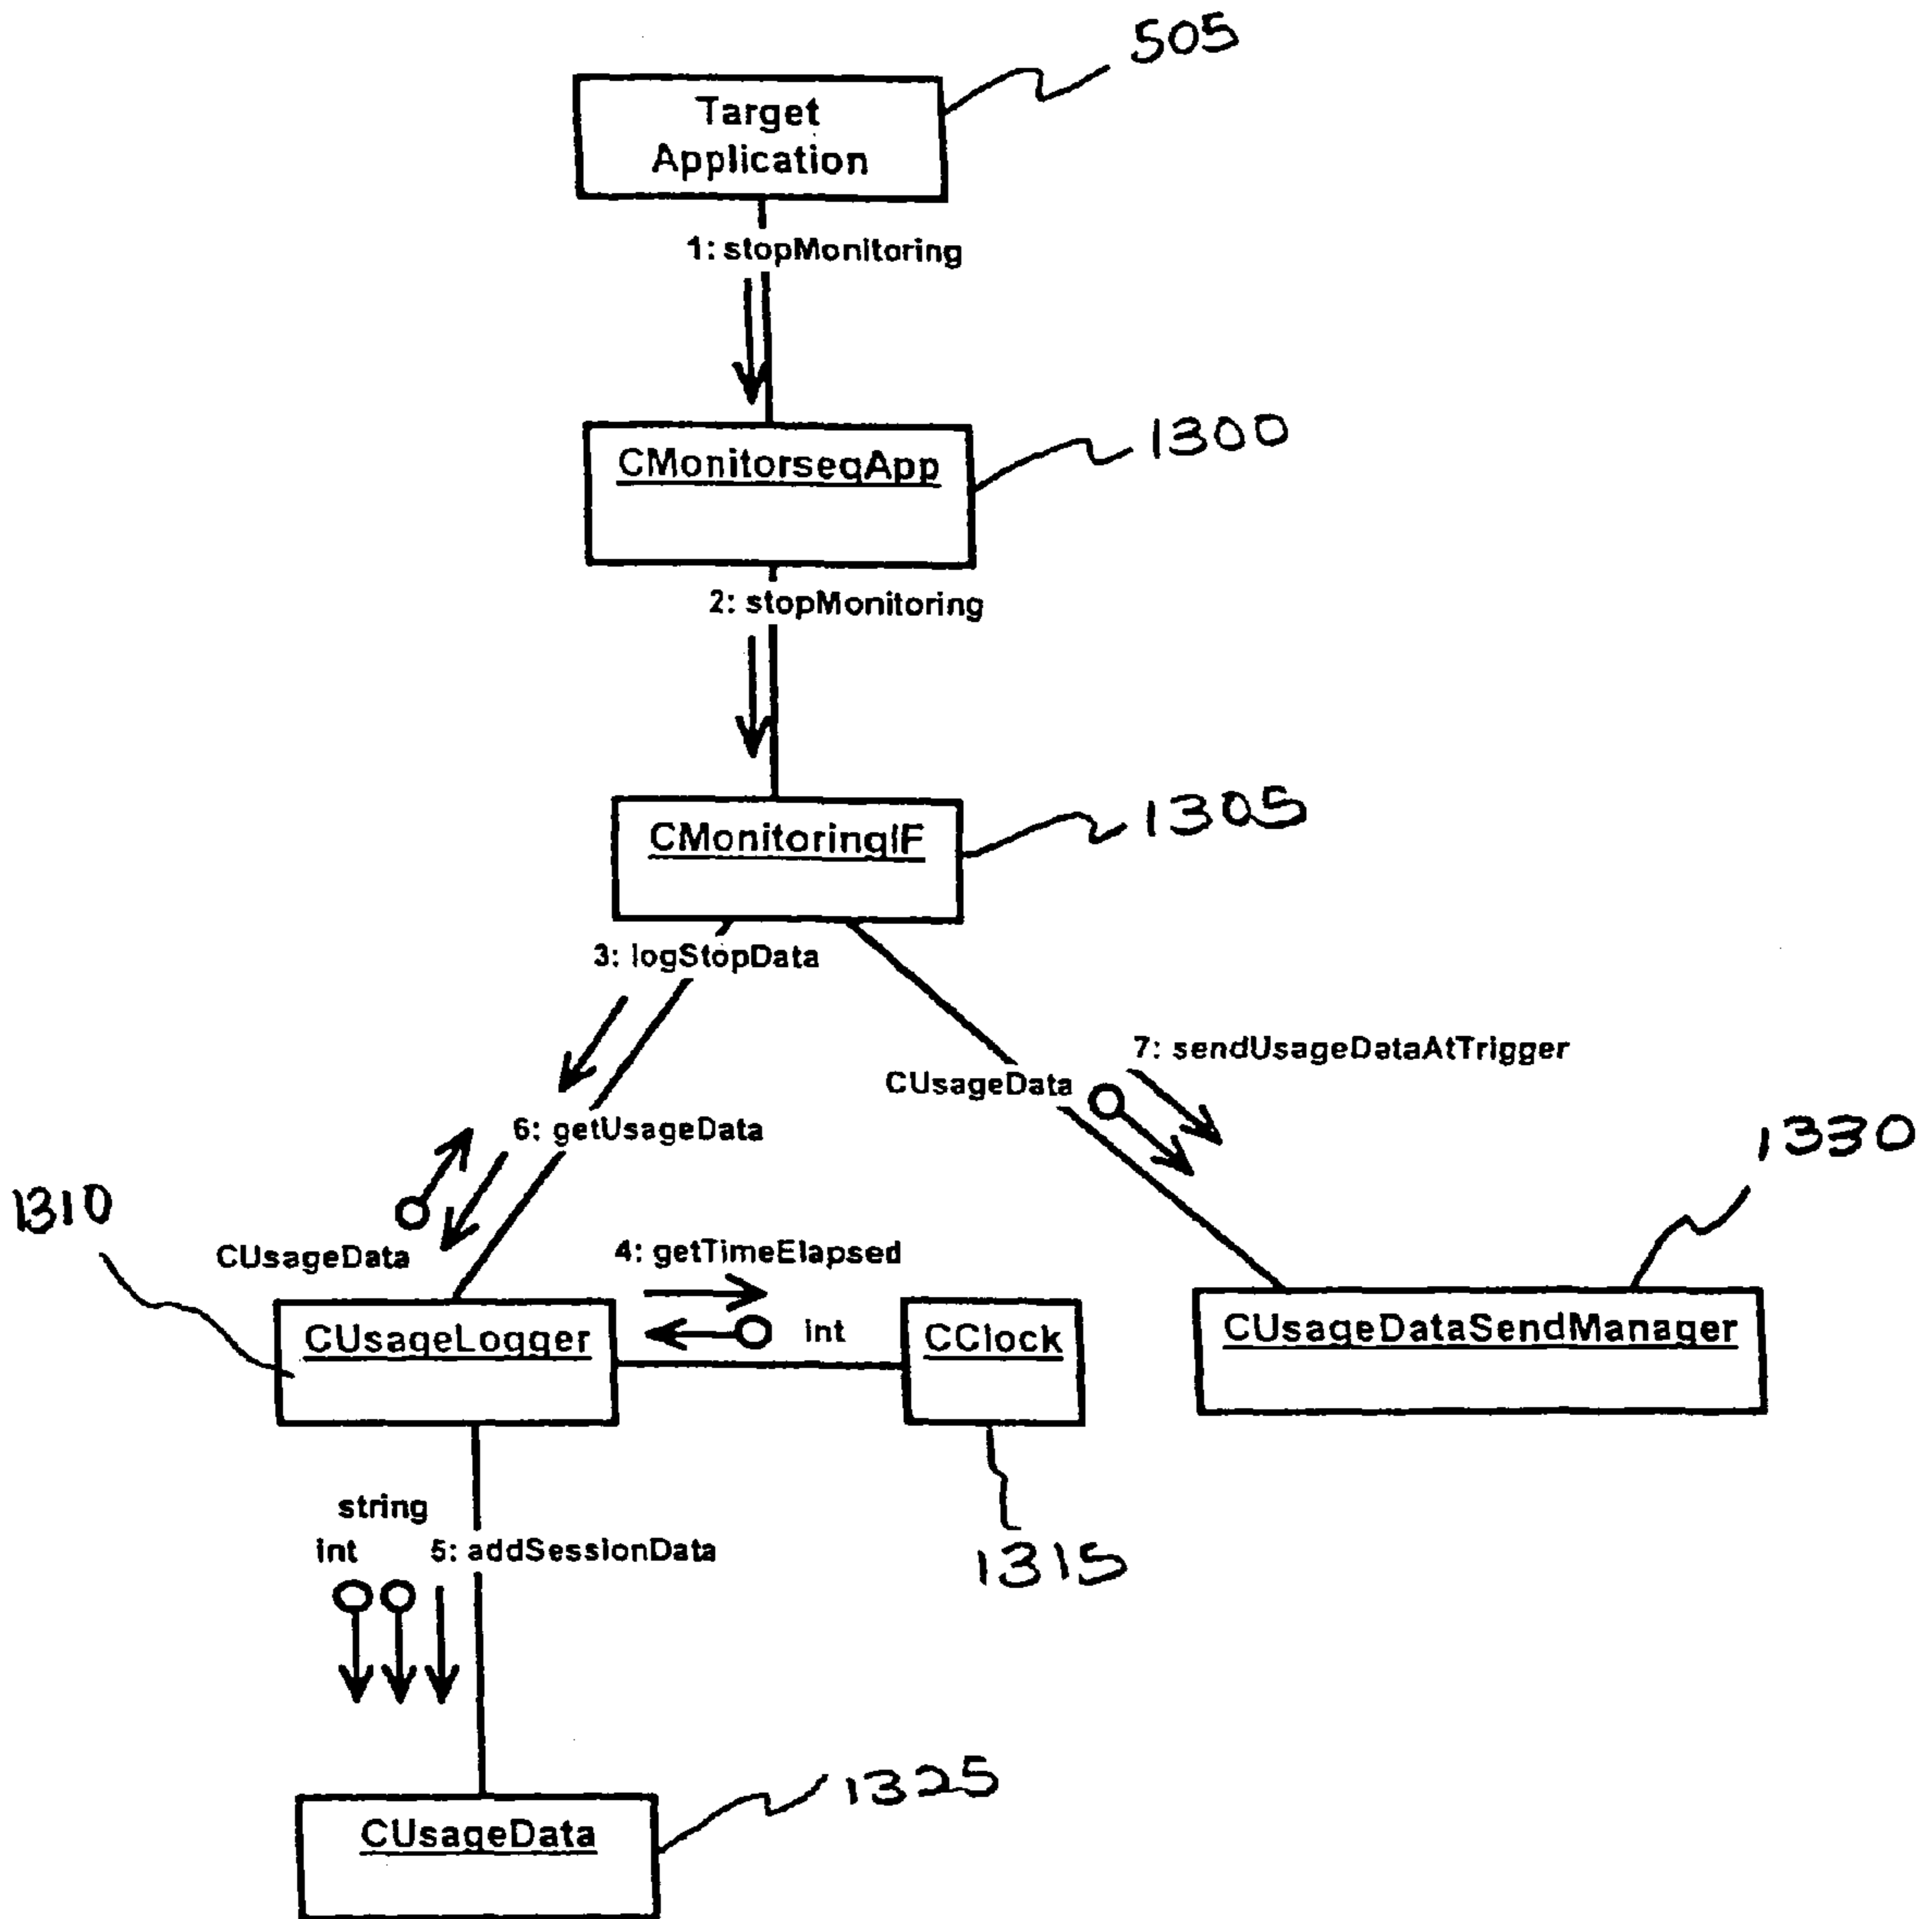 505
Target
Application
1: stopMonitoring
1300
CMonitorseqApp
2: stopMonitoring
1305
CMonitoringIF
3: logStopData
7: sendUsageDataAtTrigger
CUsageData
6: getUsageData
1330
1310
CUsageData
4: getTimeElapsed
int
CUsageLogger
CClock
CUsageDataSendManager
string
int
5: addSessionData
1315
1325
CUsageData